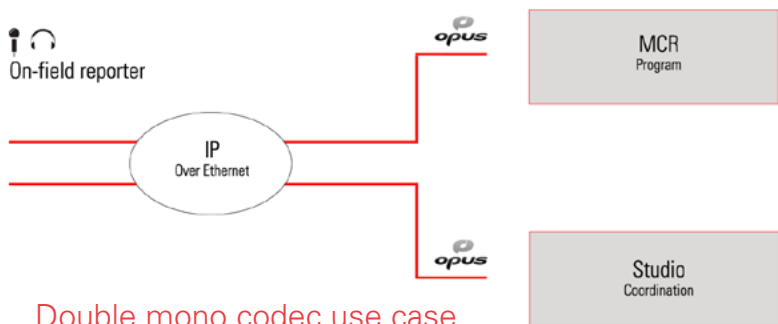 opus
MCR
Program
On-field reporter
IP
Over Ethernet
opus
Studio
Coordination
Double mono codec use case